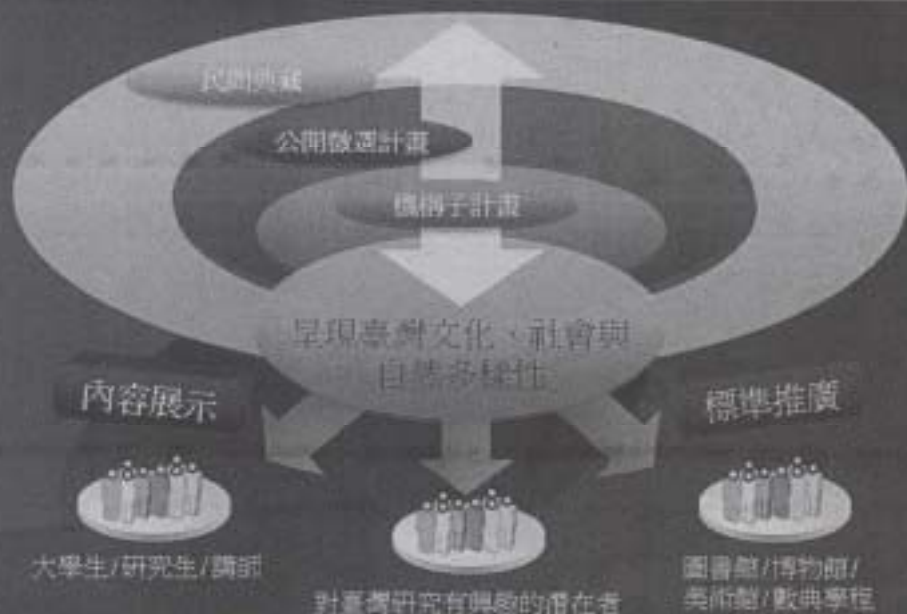 民間典藏
公開徵選計畫
機構子計畫
呈現臺灣文化、社會與
自然多樣性
內容展示
標準推廣
大學生/研究生/講師
對臺灣研究有興趣的潛在者
圖書館/博物館/
美術館/數典學程